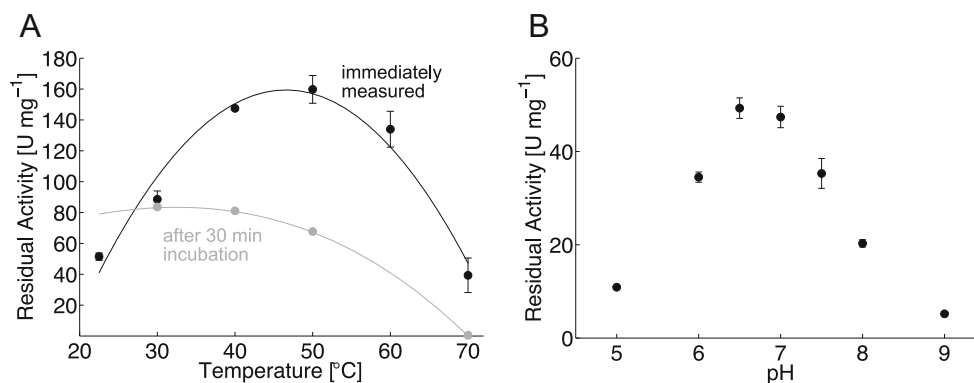 A
Residual Activity [U mg⁻¹]
180
160
140
120
100
80
60
40
20
immediately
measured
after 30 min
incubation
20 30 40 50 60 70
Temperature [°C]
B
Residual Activity [U mg⁻¹]
60
40
20
0
5 6 7 8 9
pH